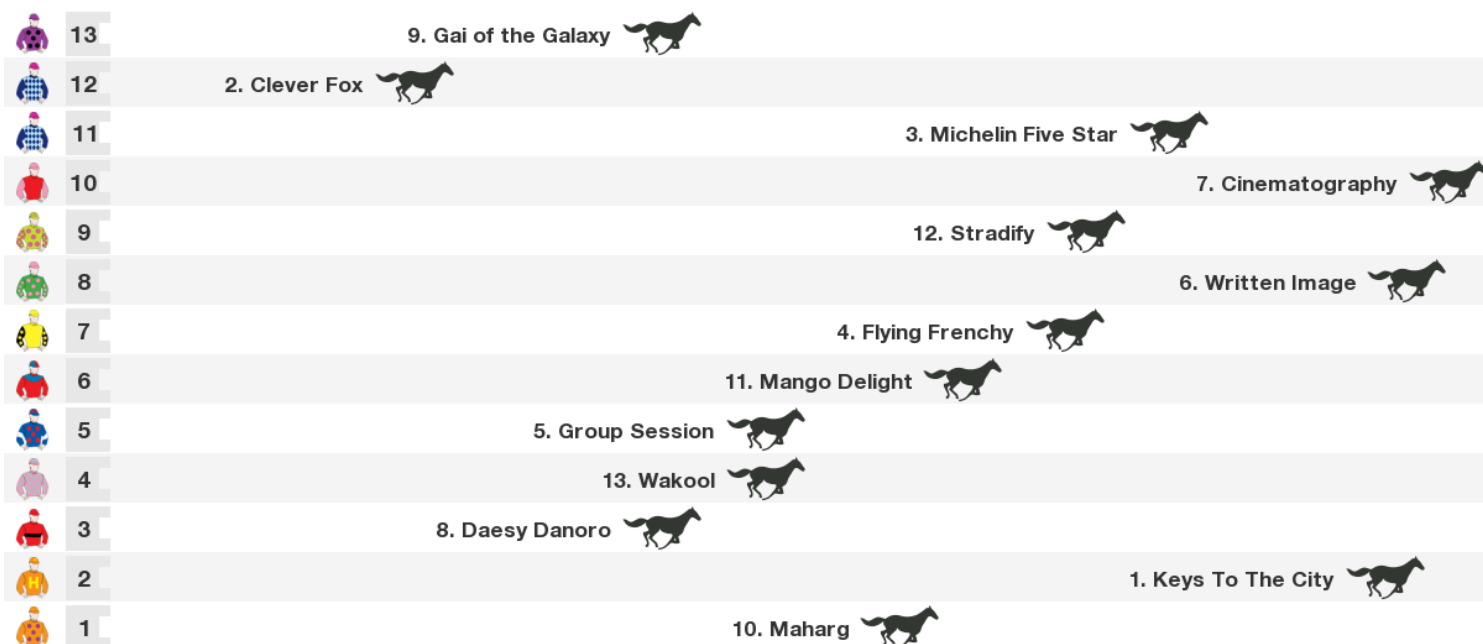 13 9. Gai of the Galaxy
12 2. Clever Fox
11 3. Michelin Five Star
10 7. Cinematography
9 12. Stradify
8 6. Written Image
7 4. Flying Frenchy
6 11. Mango Delight
5 5. Group Session
4 13. Wakool
3 8. Daesy Danoro
H 2 1. Keys To The City
1 10. Maharg